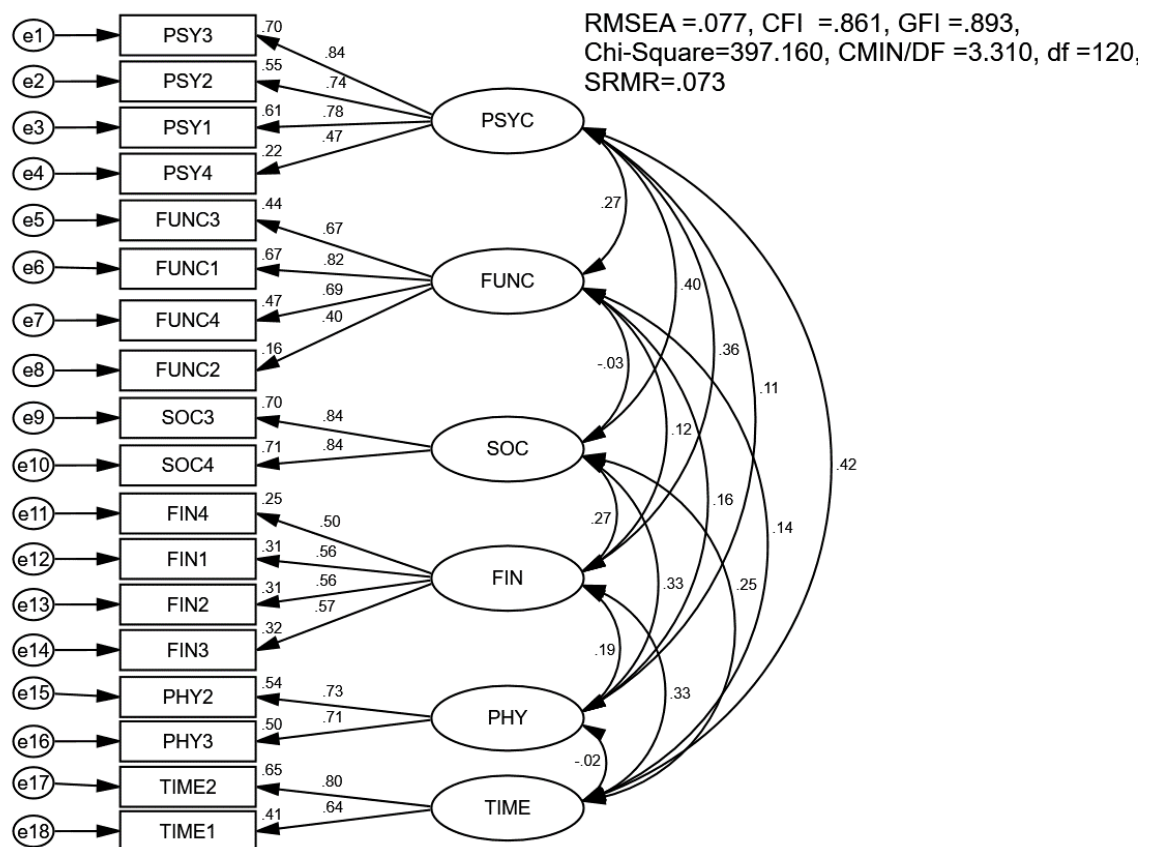 RMSEA =.077, CFI =.861, GFI =.893,
Chi-Square=397.160, CMIN/DF =3.310, df =120,
SRMR=.073
e1 PSY3 .70 .84
e2 PSY2 .55 .74
e3 PSY1 .61 .78
e4 PSY4 .22 .47
PSYC
e5 FUNC3 .44 .67
e6 FUNC1 .67 .82
e7 FUNC4 .47 .69
e8 FUNC2 .16 .40
FUNC
e9 SOC3 .70 .84
e10 SOC4 .71 .84
SOC
e11 FIN4 .25 .50
e12 FIN1 .31 .56
e13 FIN2 .31 .56
e14 FIN3 .32 .57
FIN
e15 PHY2 .54 .73
e16 PHY3 .50 .71
PHY
e17 TIME2 .65 .80
e18 TIME1 .41 .64
TIME
.27
.40
.36
.11
.42
-.03
.12
.16
.14
.27
.33
.25
.19
.33
-.02